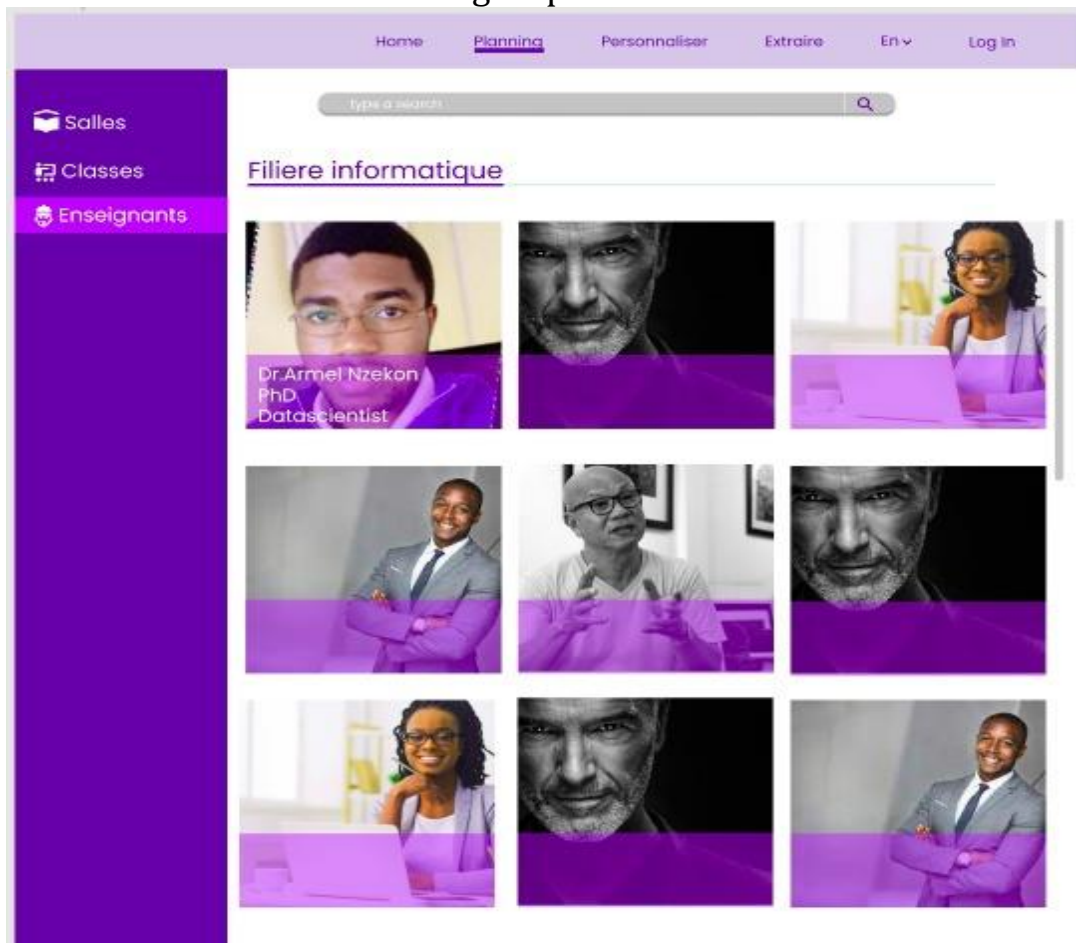 Home Planning Personnaliser Extraire En Log In
type a search
Salles
Classes
Enseignants
Filiere informatique
Dr.Armel Nzekon
PhD
Datascientist